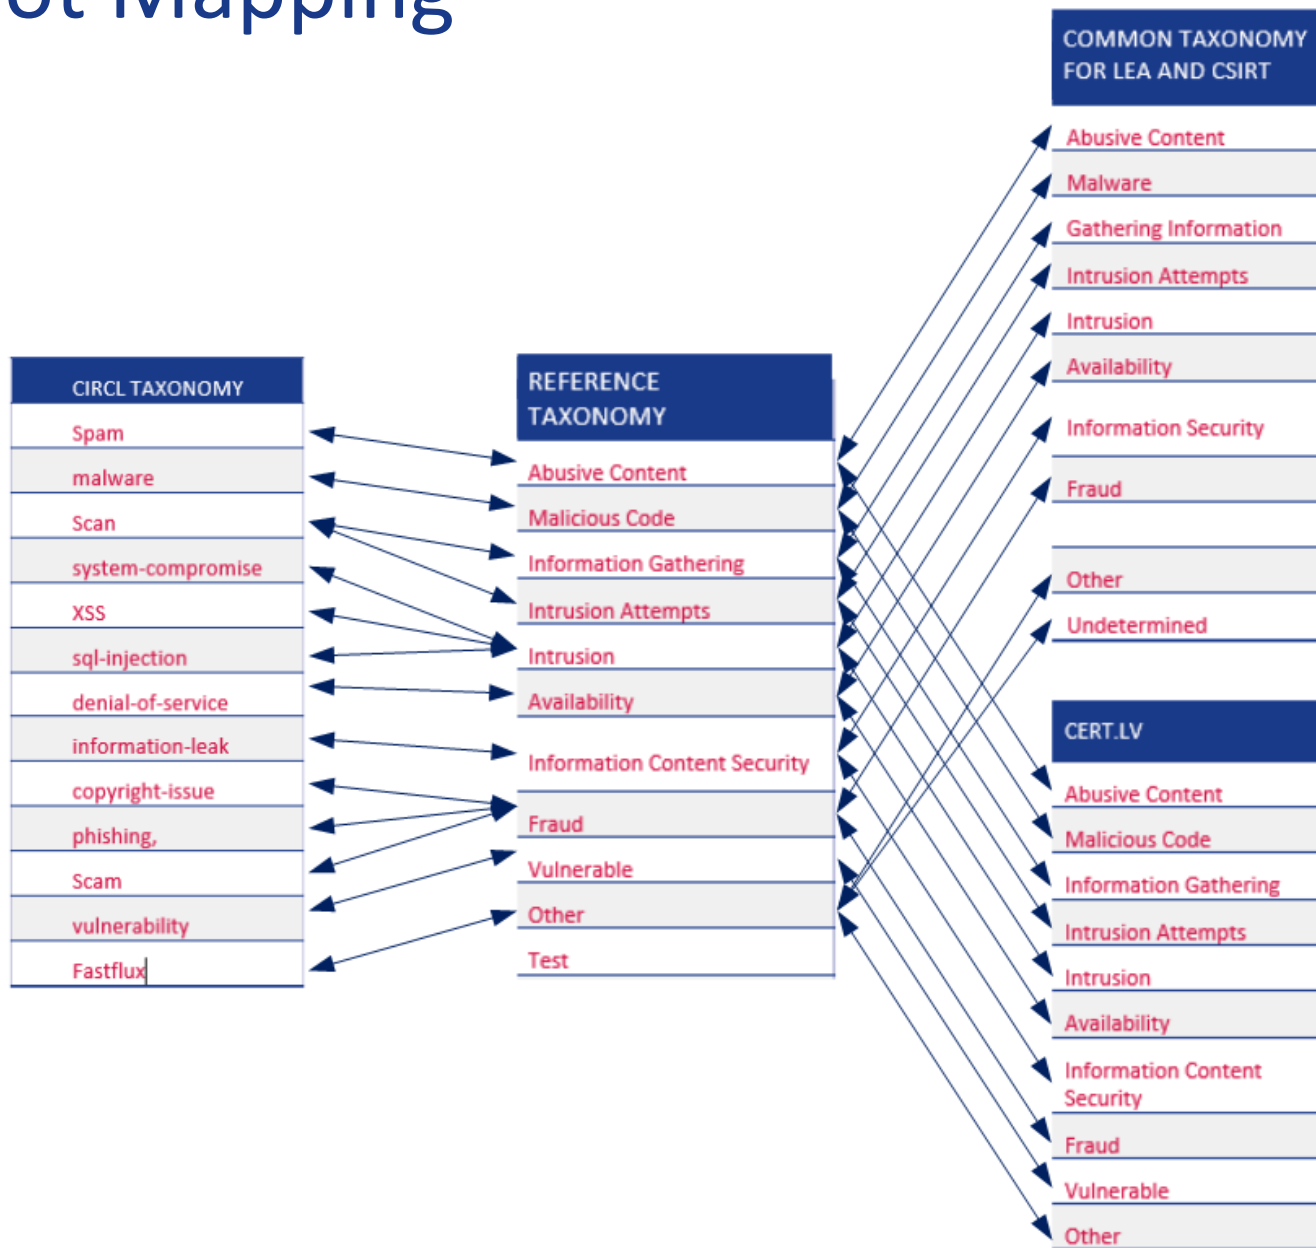 ot Mapping
COMMON TAXONOMY
FOR LEA AND CSIRT
Abusive Content
Malware
Gathering Information
Intrusion Attempts
Intrusion
Availability
Information Security
Fraud
Other
Undetermined
CIRCL TAXONOMY
Spam
malware
Scan
system-compromise
XSS
sql-injection
denial-of-service
information-leak
copyright-issue
phishing,
Scam
vulnerability
Fastflux
REFERENCE
TAXONOMY
Abusive Content
Malicious Code
Information Gathering
Intrusion Attempts
Intrusion
Availability
Information Content Security
Fraud
Vulnerable
Other
Test
CERT.LV
Abusive Content
Malicious Code
Information Gathering
Intrusion Attempts
Intrusion
Availability
Information Content
Security
Fraud
Vulnerable
Other